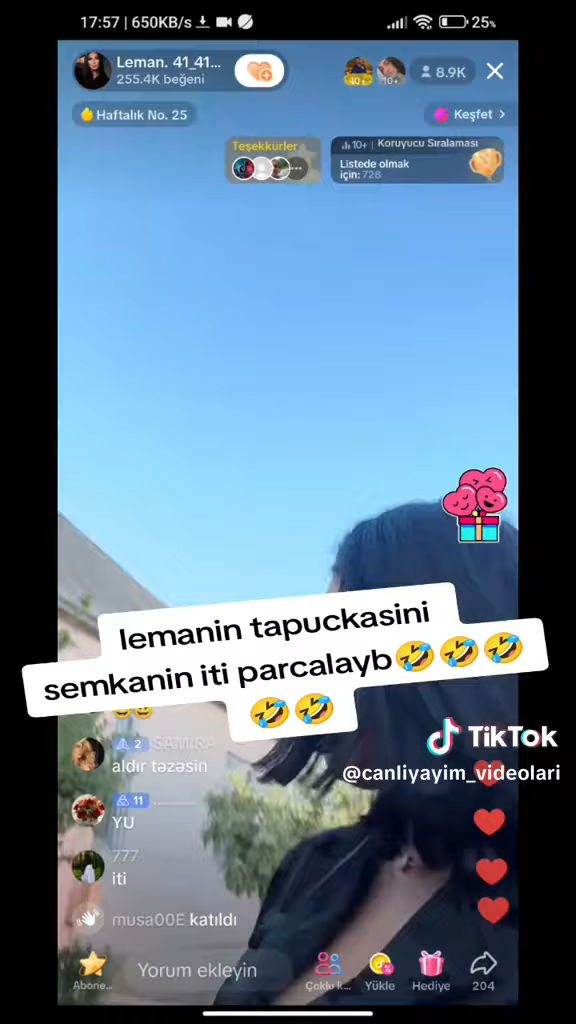 17:57 | 650KB/s
25%
Leman. 41_41...
255.4K beğeni
10+
10+
8.9K
Haftalık No. 25
Keşfet >
Teşekkürler
10+ | Koruyucu Sıralaması
Listede olmak
için: 728
lemanin tapuckasini
semkanin iti parcalayb🤣🤣🤣
🤣🤣
TikTok
@canliyayim_videolari
2 SAMIRA
aldır təzəsin
11 ..........
YU
777
iti
musa00E katıldı
Abone...
Yorum ekleyin
Çoklu k...
Yükle
Hediye
204